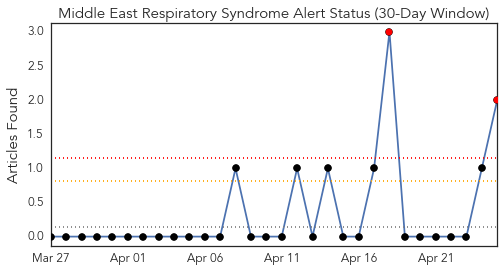 Middle East Respiratory Syndrome Alert Status (30-Day Window)
Articles Found
3.0
2.5
2.0
1.5
1.0
0.5
0.0
Mar 27 Apr 01 Apr 06 Apr 11 Apr 16 Apr 21